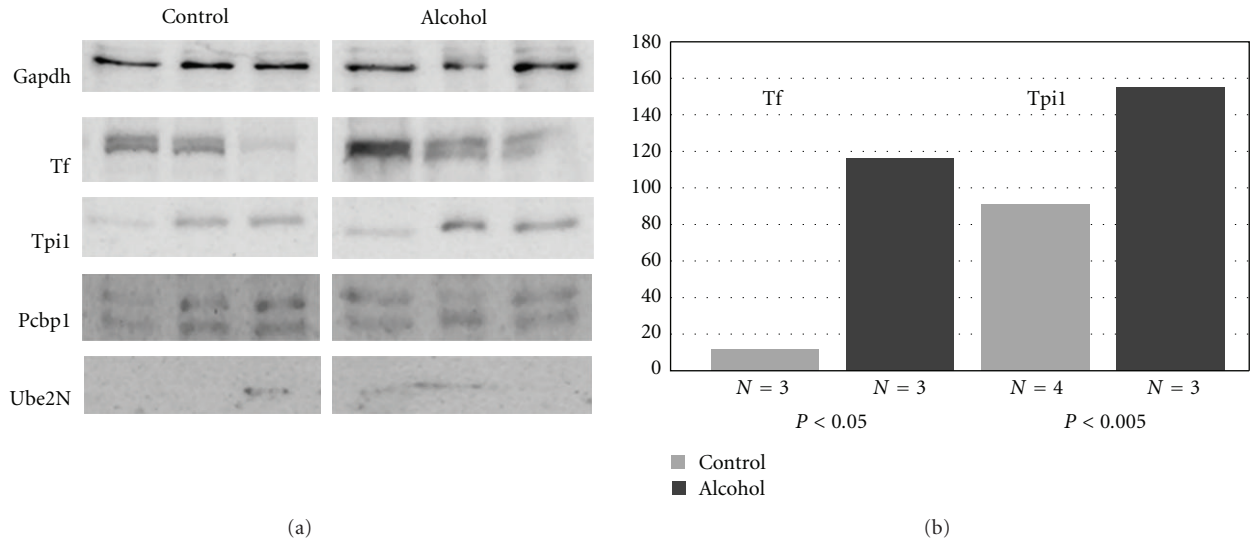 Control Alcohol
Gapdh
Tf
Tpi1
Pcbp1
Ube2N
(a)
180
160
140
120
100
80
60
40
20
0
Tf Tpi1
N = 3 N = 3 N = 4 N = 3
P < 0.05 P < 0.005
Control
Alcohol
(b)